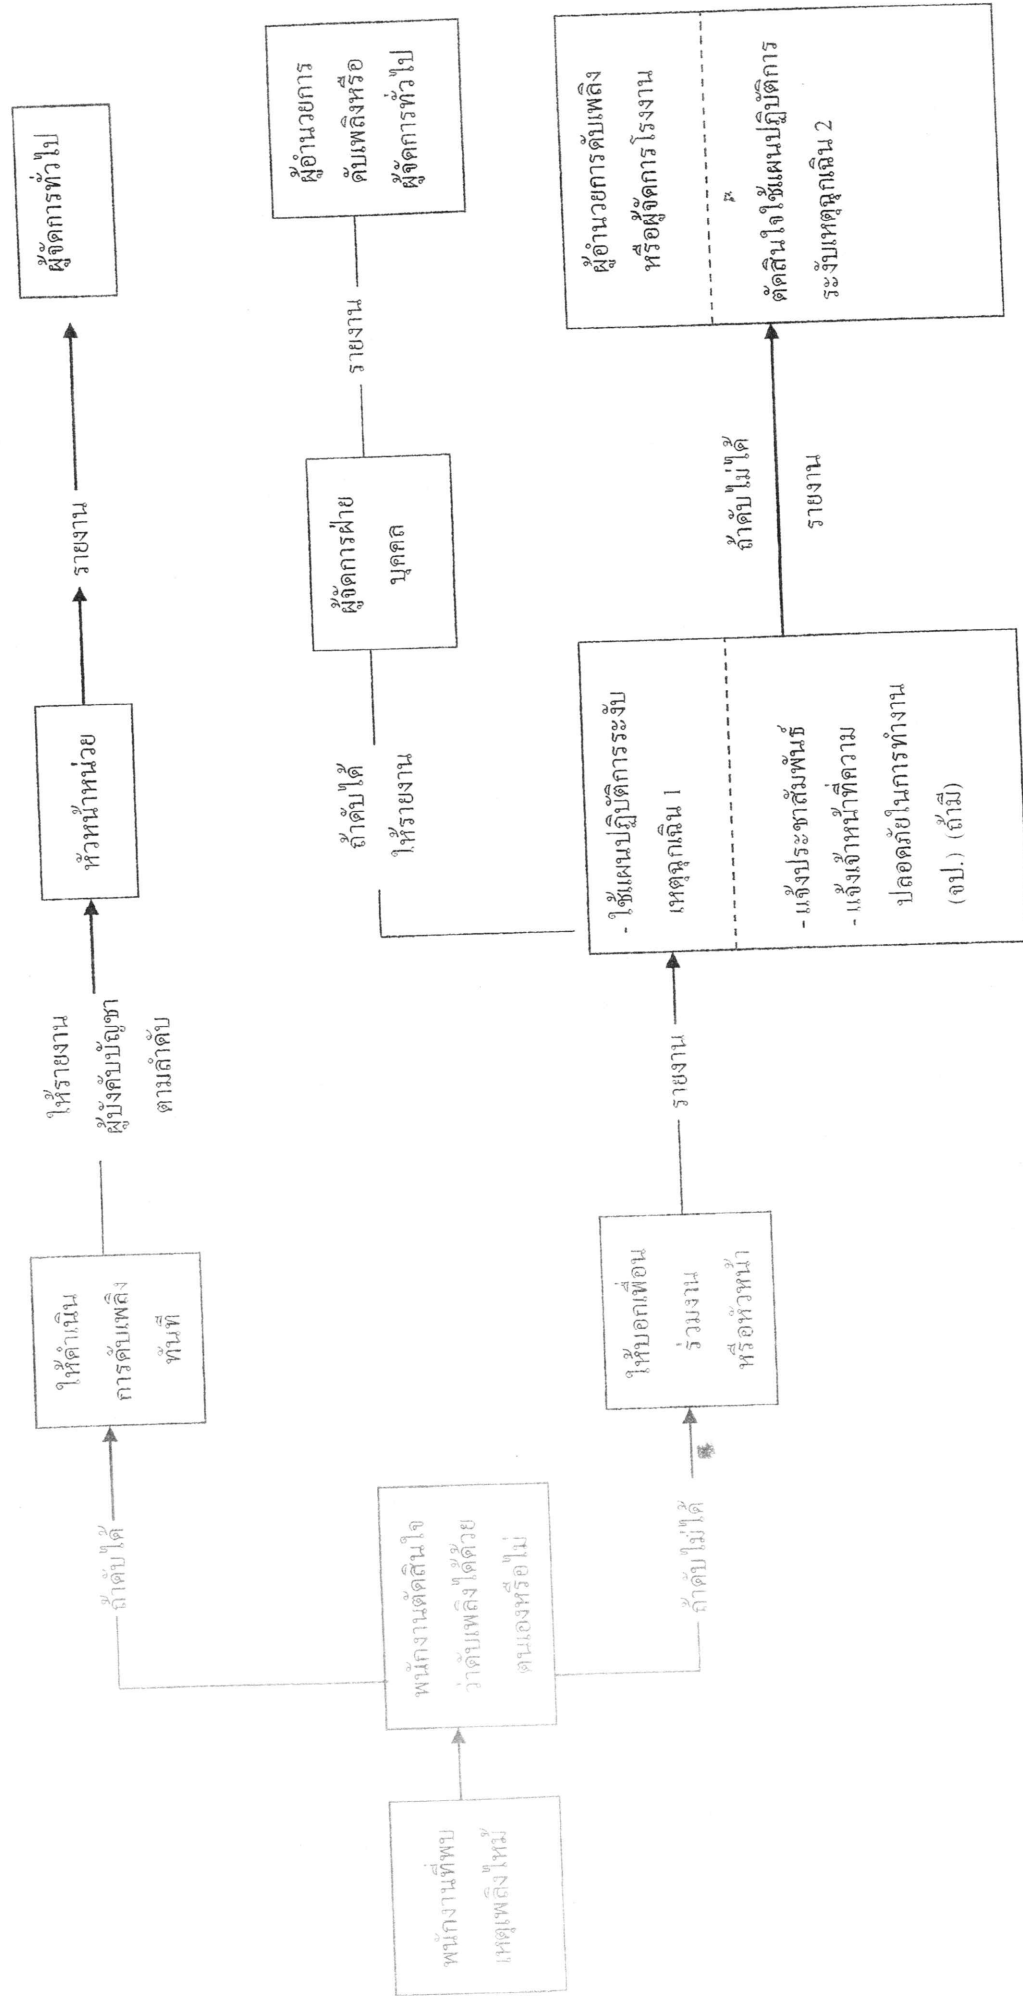 พนักงานที่พบ
เหตุเพลิงไหม้
พนักงานตัดสินใจ
ว่าดับเพลิงได้ด้วย
ตนเองหรือไม่
ถ้าดับได้
ให้ดำเนิน
การดับเพลิง
ทันที
ให้รายงาน
ผู้บังคับบัญชา
ตามลำดับ
หัวหน้าหน่วย
รายงาน
ผู้จัดการทั่วไป
ถ้าดับไม่ได้
ให้บอกเพื่อน
ร่วมงาน
หรือหัวหน้า
รายงาน
- ใช้แผนปฏิบัติการระงับ
เหตุฉุกเฉิน 1
- แจ้งประชาสัมพันธ์
- แจ้งเจ้าหน้าที่ความ
ปลอดภัยในการทำงาน
(จป.) (ถ้ามี)
ถ้าดับได้
ให้รายงาน
ผู้จัดการฝ่าย
บุคคล
รายงาน
ผู้อำนวยการ
ดับเพลิงหรือ
ผู้จัดการทั่วไป
ถ้าดับไม่ได้
รายงาน
ผู้อำนวยการดับเพลิง
หรือผู้จัดการโรงงาน
ตัดสินใจใช้แผนปฏิบัติการ
ระงับเหตุฉุกเฉิน 2